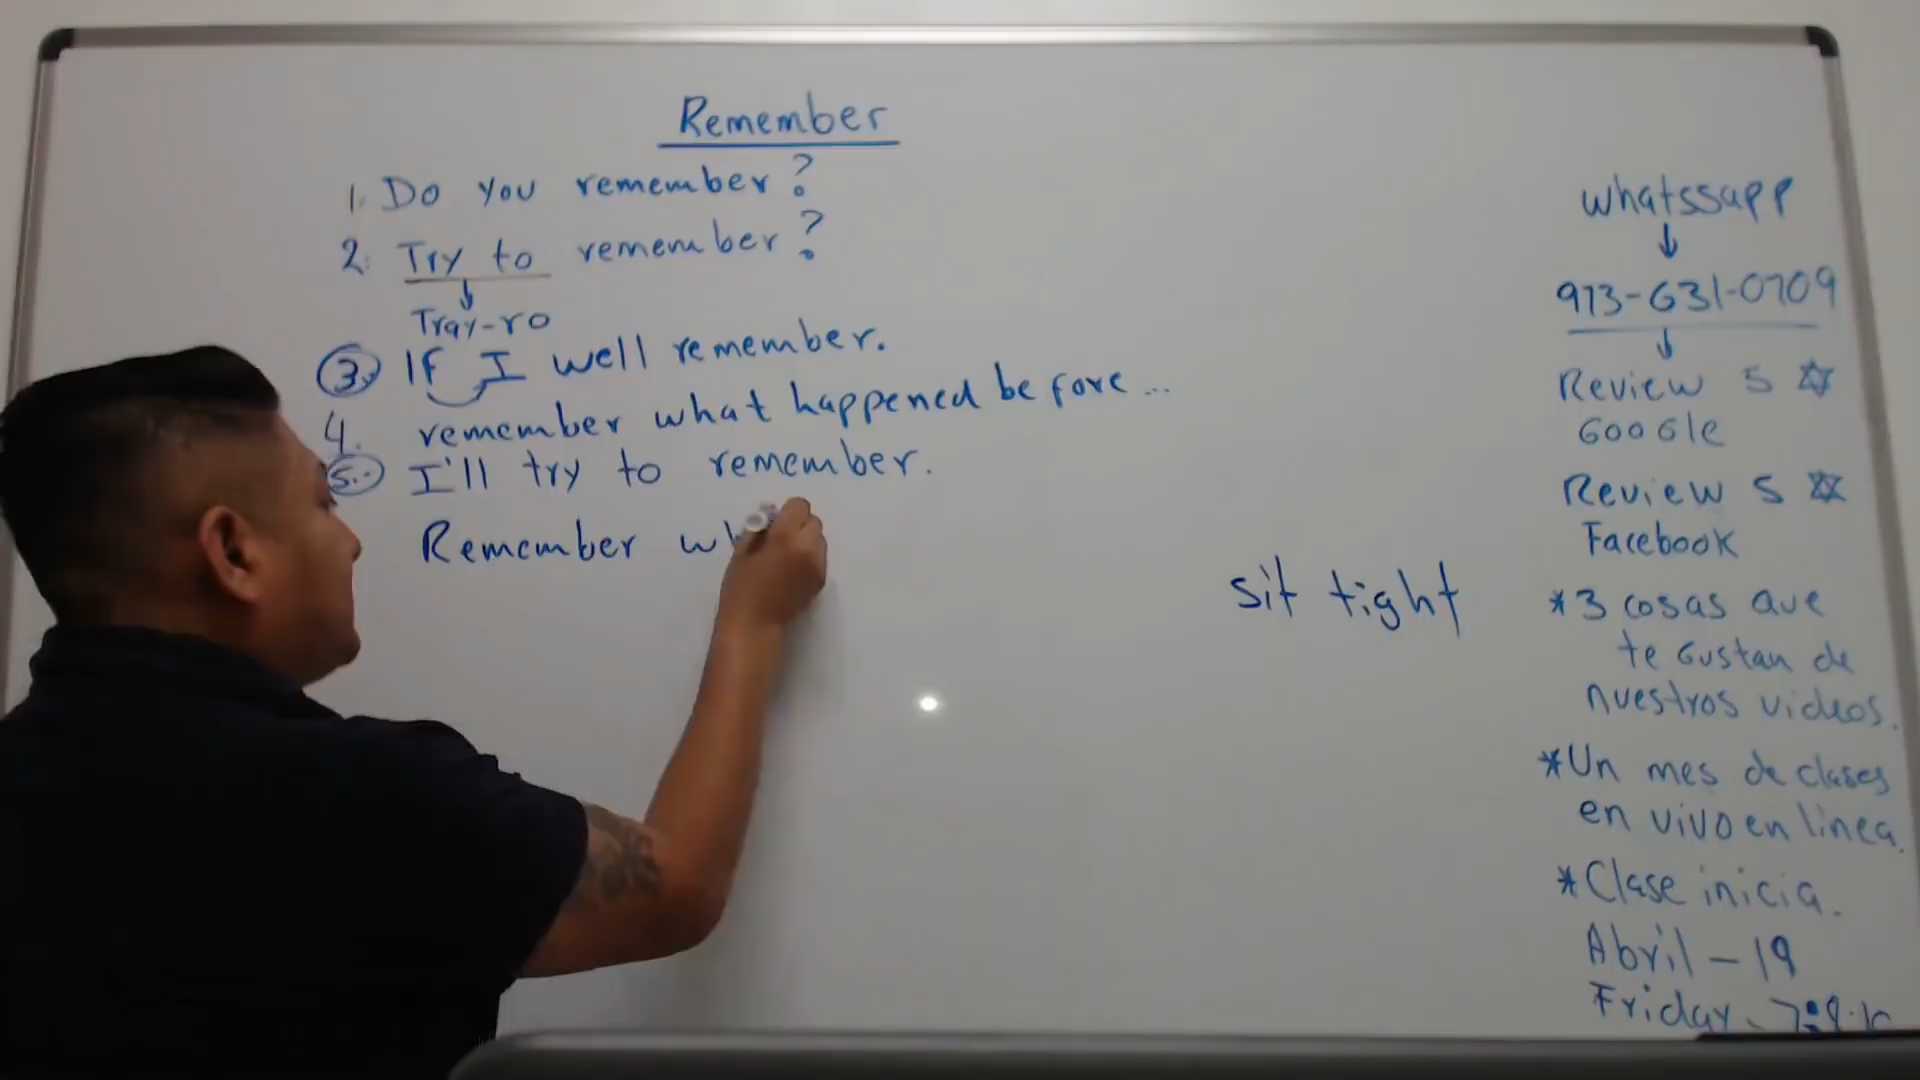 Remember
1. Do you remember?
2. Try to remember?
Tray-ro
3. If I well remember.
4. remember what happened before...
5. I'll try to remember.
Remember wh
sit tight
Whatssapp
913-631-0709
Review 5
GooGle
Review 5
Facebook
*3 cosas que
te Gustan de
nuestros videos.
*Un mes de clases
en vivo en linea.
*Clase inicia.
Abril - 19
Friday